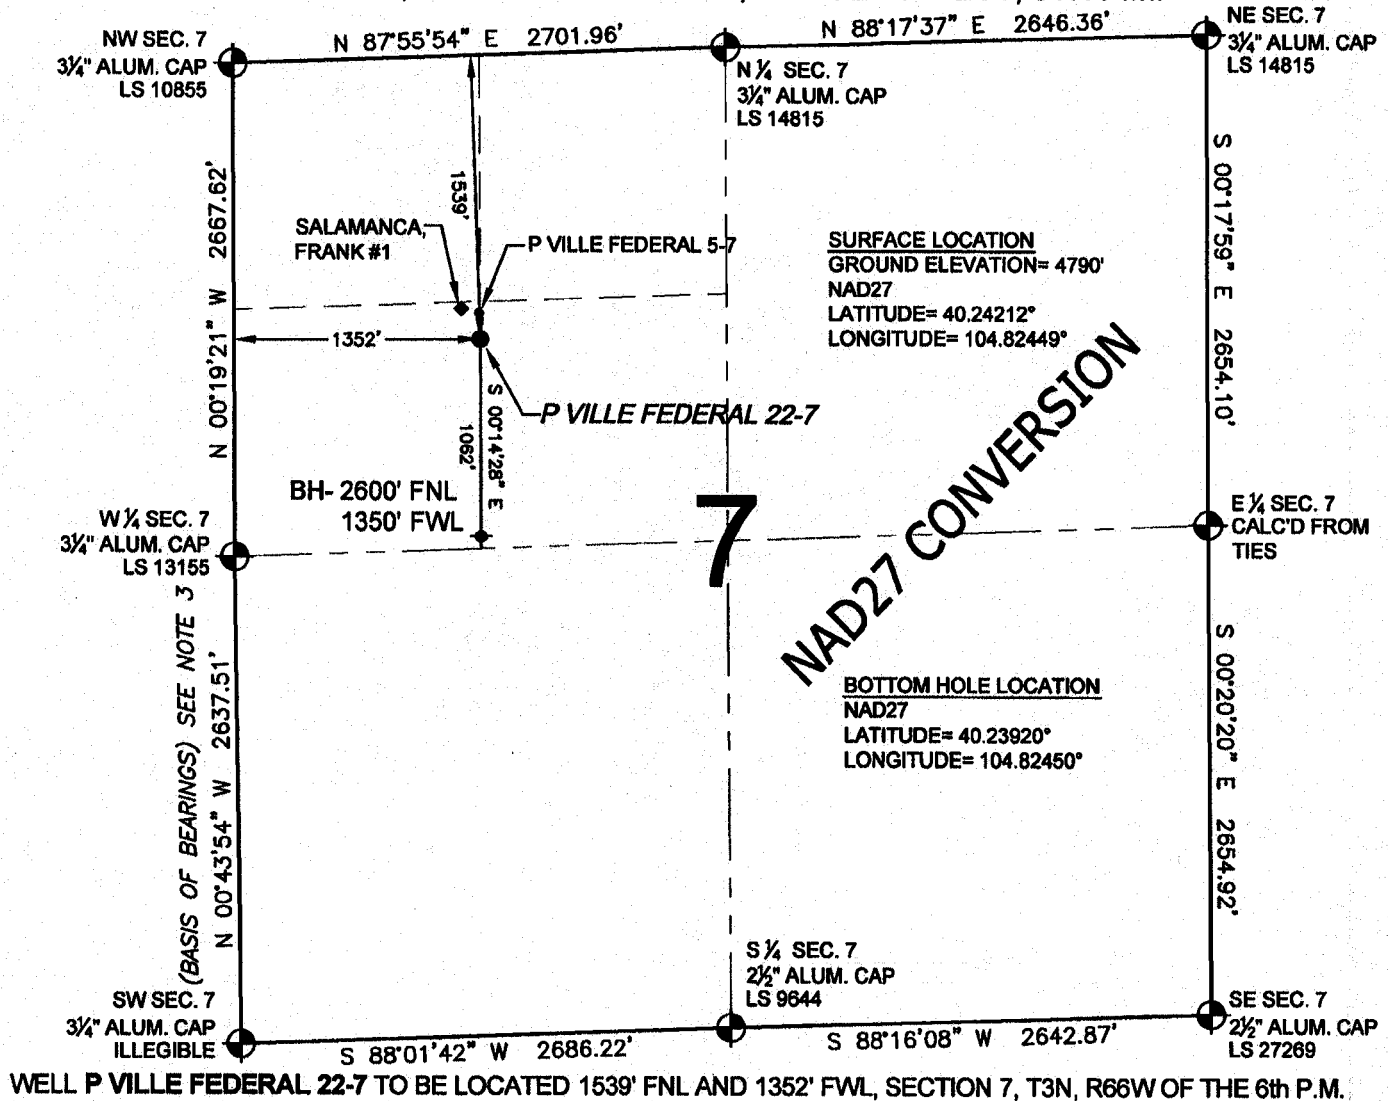 N 87°55'54" E 2701.96'
N 88°17'37" E 2646.36'
NW SEC. 7
3¼" ALUM. CAP
LS 10855
N ¼ SEC. 7
3¼" ALUM. CAP
LS 14815
NE SEC. 7
3¼" ALUM. CAP
LS 14815
N 00°19'21" W 2667.62'
1539'
SALAMANCA,
FRANK #1
P VILLE FEDERAL 5-7
SURFACE LOCATION
GROUND ELEVATION= 4790'
NAD27
LATITUDE= 40.24212°
LONGITUDE= 104.82449°
S 00°17'59" E 2654.10'
1352'
P VILLE FEDERAL 22-7
S 00°14'28" E
1062'
BH- 2600' FNL
1350' FWL
7
NAD27 CONVERSION
W ¼ SEC. 7
3¼" ALUM. CAP
LS 13155
E ¼ SEC. 7
CALC'D FROM
TIES
(BASIS OF BEARINGS) SEE NOTE 3
N 00°43'54" W 2637.51'
BOTTOM HOLE LOCATION
NAD27
LATITUDE= 40.23920°
LONGITUDE= 104.82450°
S 00°20'20" E 2654.92'
SW SEC. 7
3¼" ALUM. CAP
ILLEGIBLE
S ¼ SEC. 7
2½" ALUM. CAP
LS 9644
SE SEC. 7
2½" ALUM. CAP
LS 27269
S 88°01'42" W 2686.22'
S 88°16'08" W 2642.87'
WELL P VILLE FEDERAL 22-7 TO BE LOCATED 1539' FNL AND 1352' FWL, SECTION 7, T3N, R66W OF THE 6th P.M.